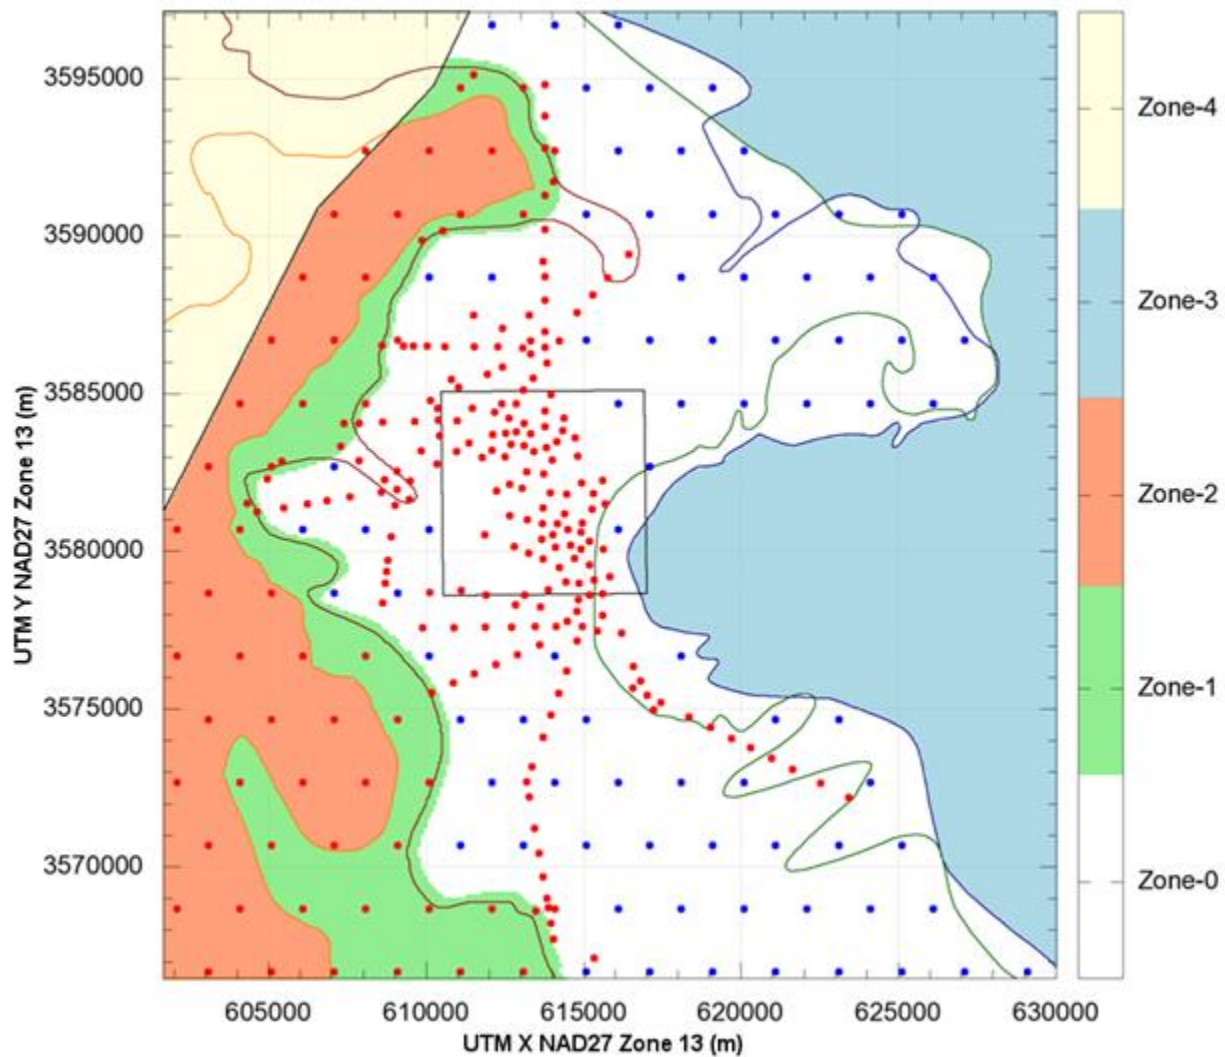 3595000
3590000
3585000
3580000
3575000
3570000
UTM Y NAD27 Zone 13 (m)
605000 610000 615000 620000 625000 630000
UTM X NAD27 Zone 13 (m)
Zone-4
Zone-3
Zone-2
Zone-1
Zone-0